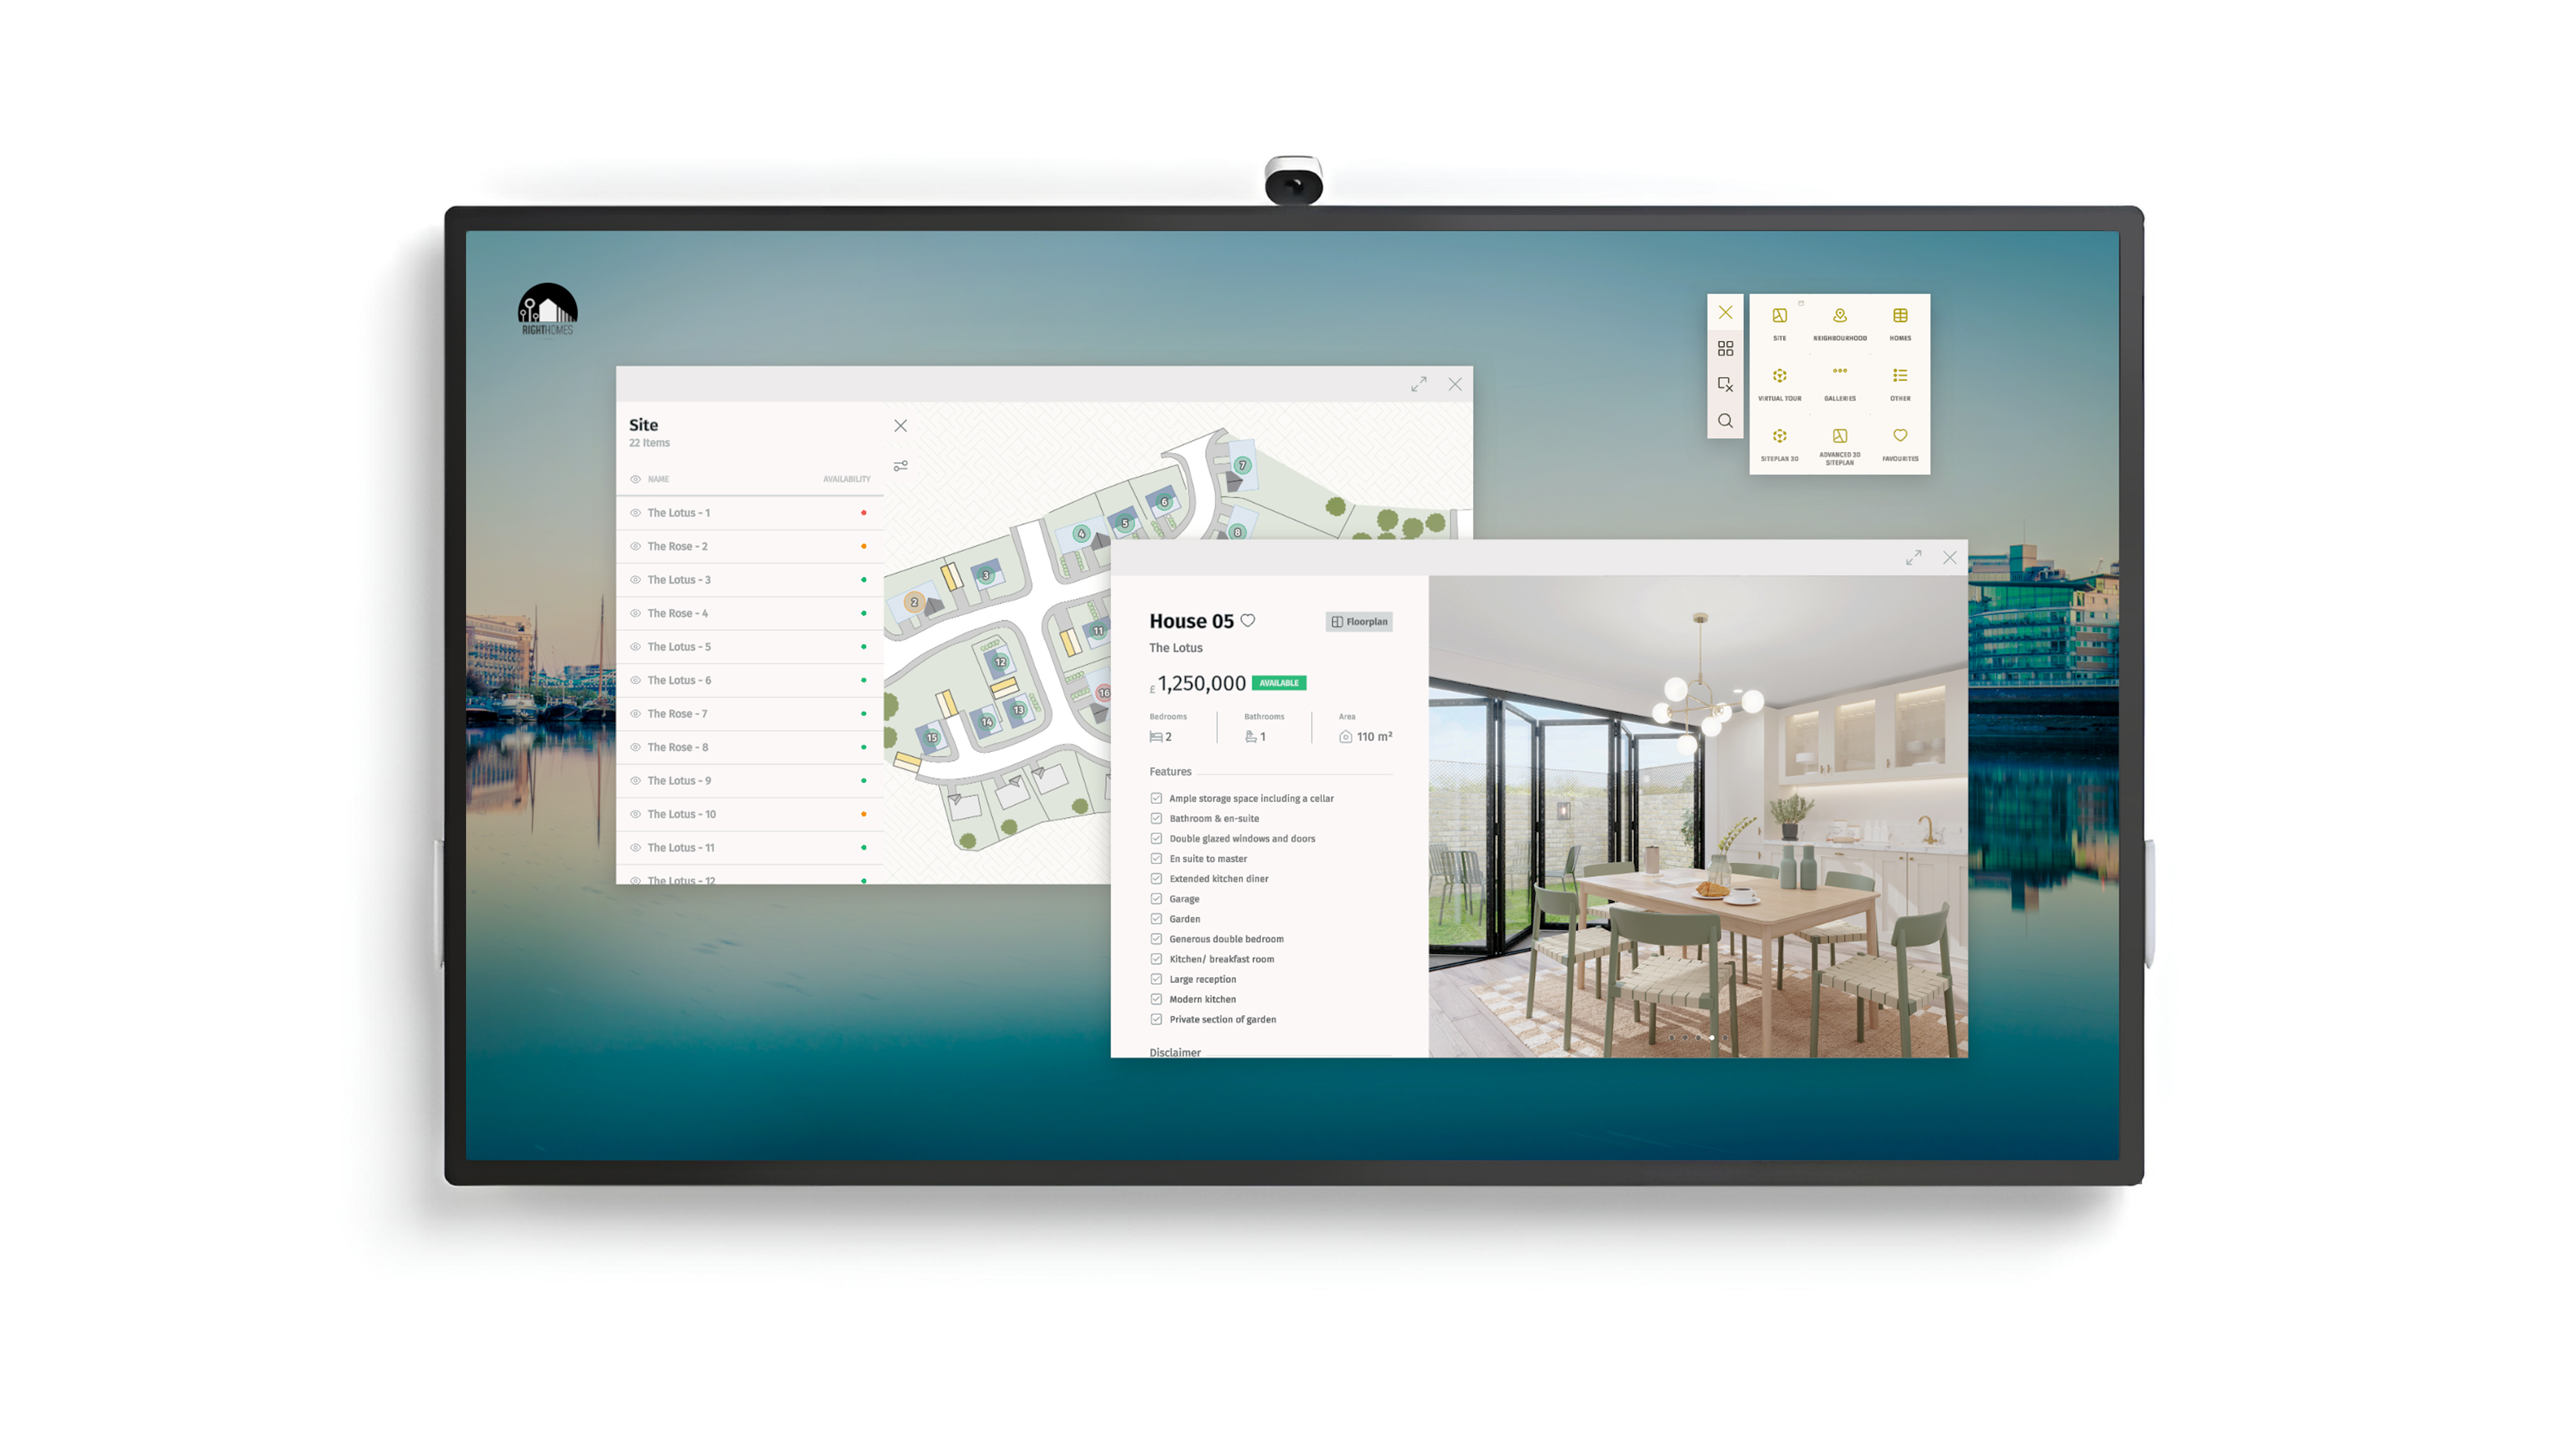 RIGHTHOMES
SITE
NEIGHBOURHOOD
HOMES
VIRTUAL TOUR
GALLERIES
OTHER
SITEPLAN 3D
ADVANCED 3D
SITEPLAN
FAVOURITES
Site
22 Items
NAME AVAILABILITY
The Lotus - 1
The Rose - 2
The Lotus - 3
The Rose - 4
The Lotus - 5
The Lotus - 6
The Rose - 7
The Rose - 8
The Lotus - 9
The Lotus - 10
The Lotus - 11
The Lotus - 12
7
6
5
4
8
3
2
11
12
16
13
14
15
House 05
Floorplan
The Lotus
£ 1,250,000 AVAILABLE
Bedrooms Bathrooms Area
2 1 110 m²
Features
Ample storage space including a cellar
Bathroom & en-suite
Double glazed windows and doors
En suite to master
Extended kitchen diner
Garage
Garden
Generous double bedroom
Kitchen/ breakfast room
Large reception
Modern kitchen
Private section of garden
Disclaimer